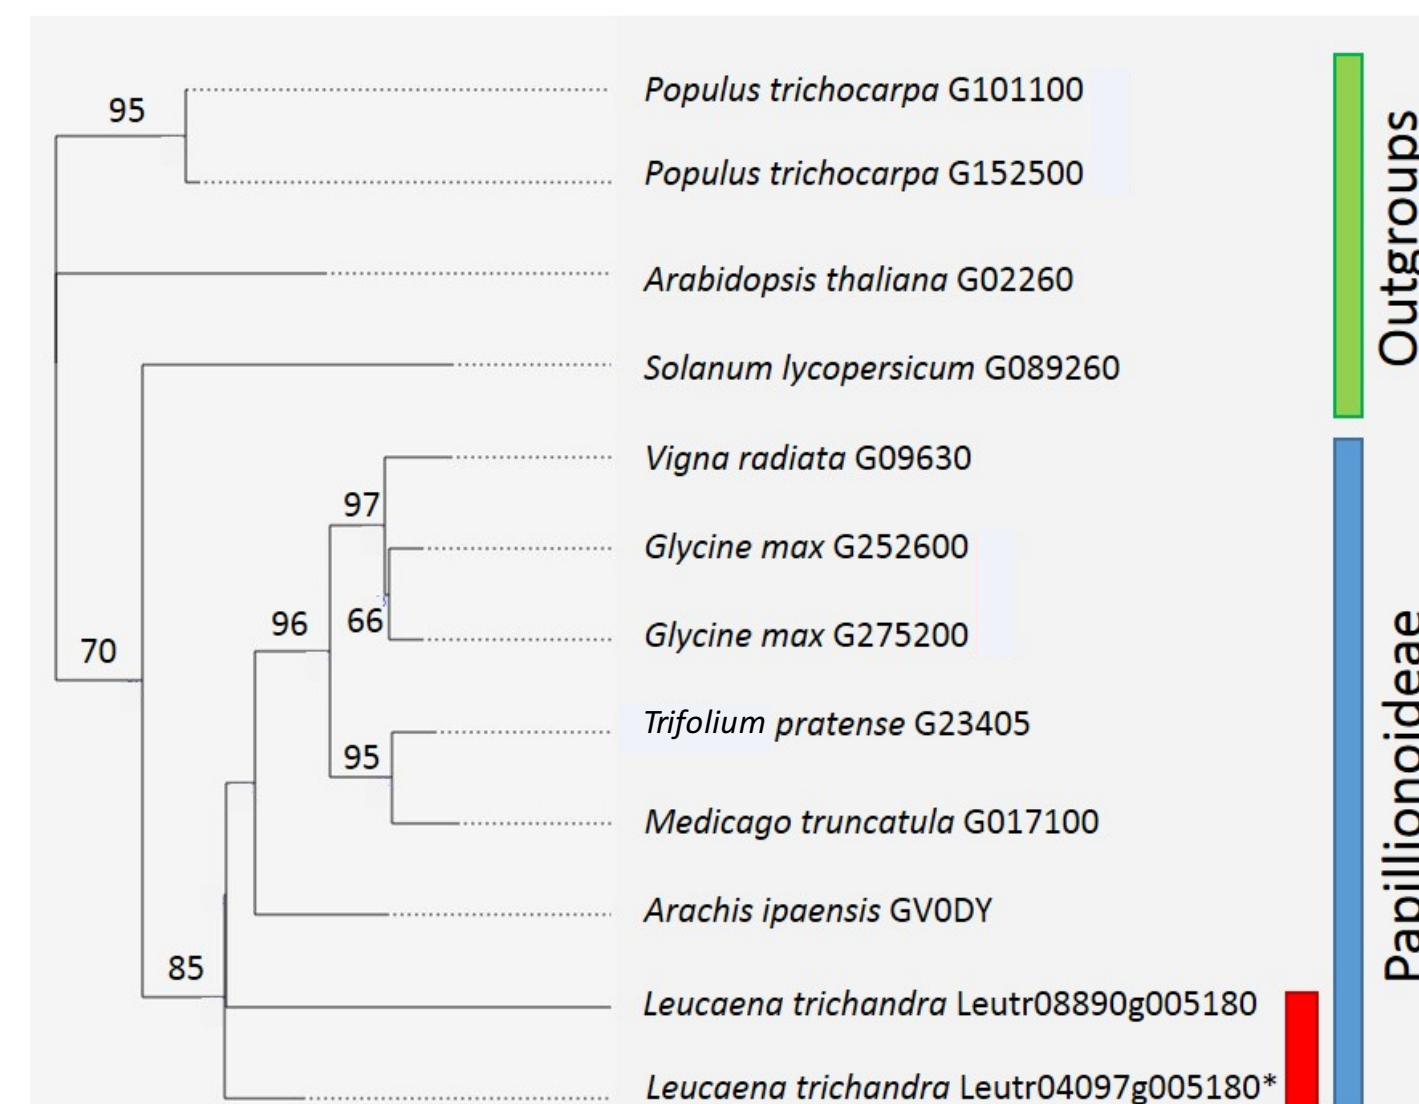 95
Populus trichocarpa G101100
Populus trichocarpa G152500
Arabidopsis thaliana G02260
Solanum lycopersicum G089260
Outgroups
Vigna radiata G09630
97
Glycine max G252600
66
Glycine max G275200
96
70
Trifolium pratense G23405
95
Medicago truncatula G017100
Arachis ipaensis GV0DY
85
Leucaena trichandra Leutr08890g005180
Leucaena trichandra Leutr04097g005180*
Papillionoideae